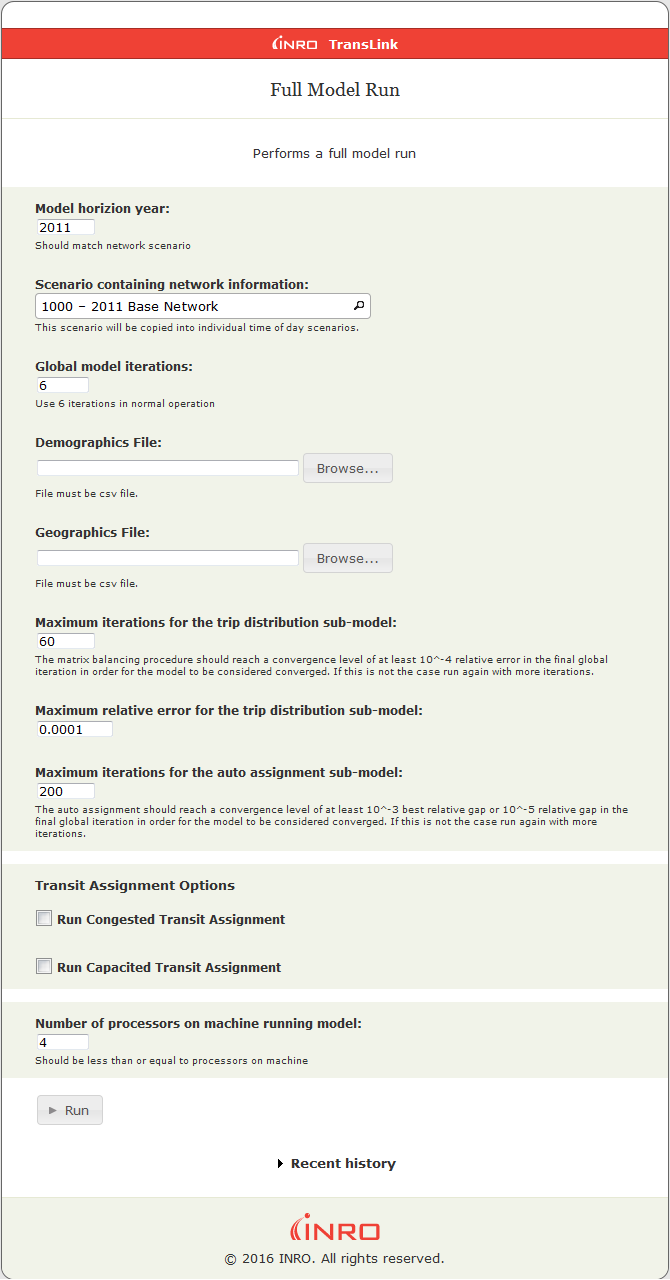 INRO TransLink
Full Model Run
Performs a full model run
Model horizion year:
2011
Should match network scenario
Scenario containing network information:
1000 – 2011 Base Network
This scenario will be copied into individual time of day scenarios.
Global model iterations:
6
Use 6 iterations in normal operation
Demographics File:
Browse...
File must be csv file.
Geographics File:
Browse...
File must be csv file.
Maximum iterations for the trip distribution sub-model:
60
The matrix balancing procedure should reach a convergence level of at least 10^-4 relative error in the final global
iteration in order for the model to be considered converged. If this is not the case run again with more iterations.
Maximum relative error for the trip distribution sub-model:
0.0001
Maximum iterations for the auto assignment sub-model:
200
The auto assignment should reach a convergence level of at least 10^-3 best relative gap or 10^-5 relative gap in the
final global iteration in order for the model to be considered converged. If this is not the case run again with more
iterations.
Transit Assignment Options
Run Congested Transit Assignment
Run Capacited Transit Assignment
Number of processors on machine running model:
4
Should be less than or equal to processors on machine
Run
Recent history
INRO
© 2016 INRO. All rights reserved.